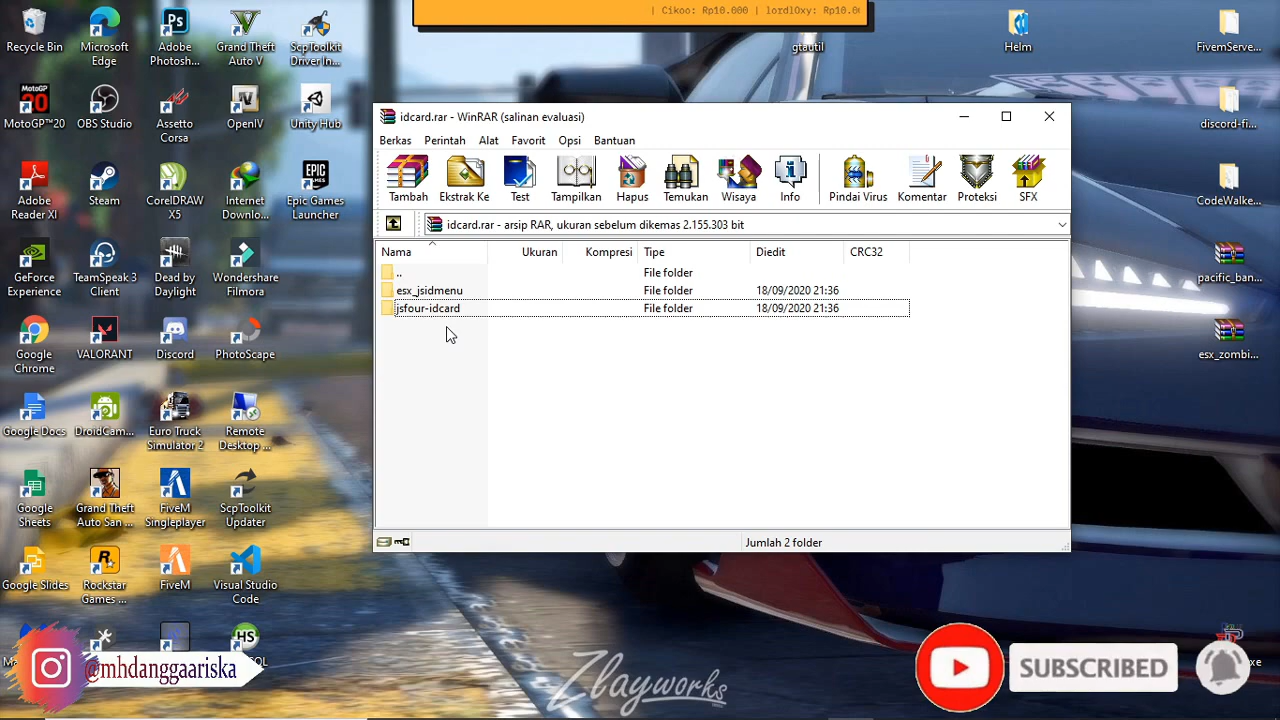 | Cikoo: Rp10.000 | lordlOxy: Rp10.0
Recycle Bin
Microsoft
Edge
Adobe
Photosh...
Grand Theft
Auto V
ScpToolkit
Driver In...
gtautil
Helm
FivemServe...
MotoGP™20
OBS Studio
Assetto
Corsa
OpenIV
Unity Hub
discord-fi...
Adobe
Reader XI
Steam
CorelDRAW
X5
Internet
Downlo...
Epic Games
Launcher
CodeWalke...
GeForce
Experience
TeamSpeak 3
Client
Dead by
Daylight
Wondershare
Filmora
pacific_ban...
Google
Chrome
VALORANT
Discord
PhotoScape
esx_zombi...
Google Docs
DroidCam...
Euro Truck
Simulator 2
Remote
Desktop ...
Google
Sheets
Grand Theft
Auto San ...
FiveM
Singleplayer
ScpToolkit
Updater
Google Slides
Rockstar
Games ...
FiveM
Visual Studio
Code
idcard.rar - WinRAR (salinan evaluasi)
Berkas Perintah Alat Favorit Opsi Bantuan
Tambah Ekstrak Ke Test Tampilkan Hapus Temukan Wisaya Info Pindai Virus Komentar Proteksi SFX
idcard.rar - arsip RAR, ukuran sebelum dikemas 2.155.303 bit
Nama Ukuran Kompresi Type Diedit CRC32
.. File folder
esx_jsidmenu File folder 18/09/2020 21:36
jsfour-idcard File folder 18/09/2020 21:36
Jumlah 2 folder
@mhdanggaariska
Zlayworks
SUBSCRIBED